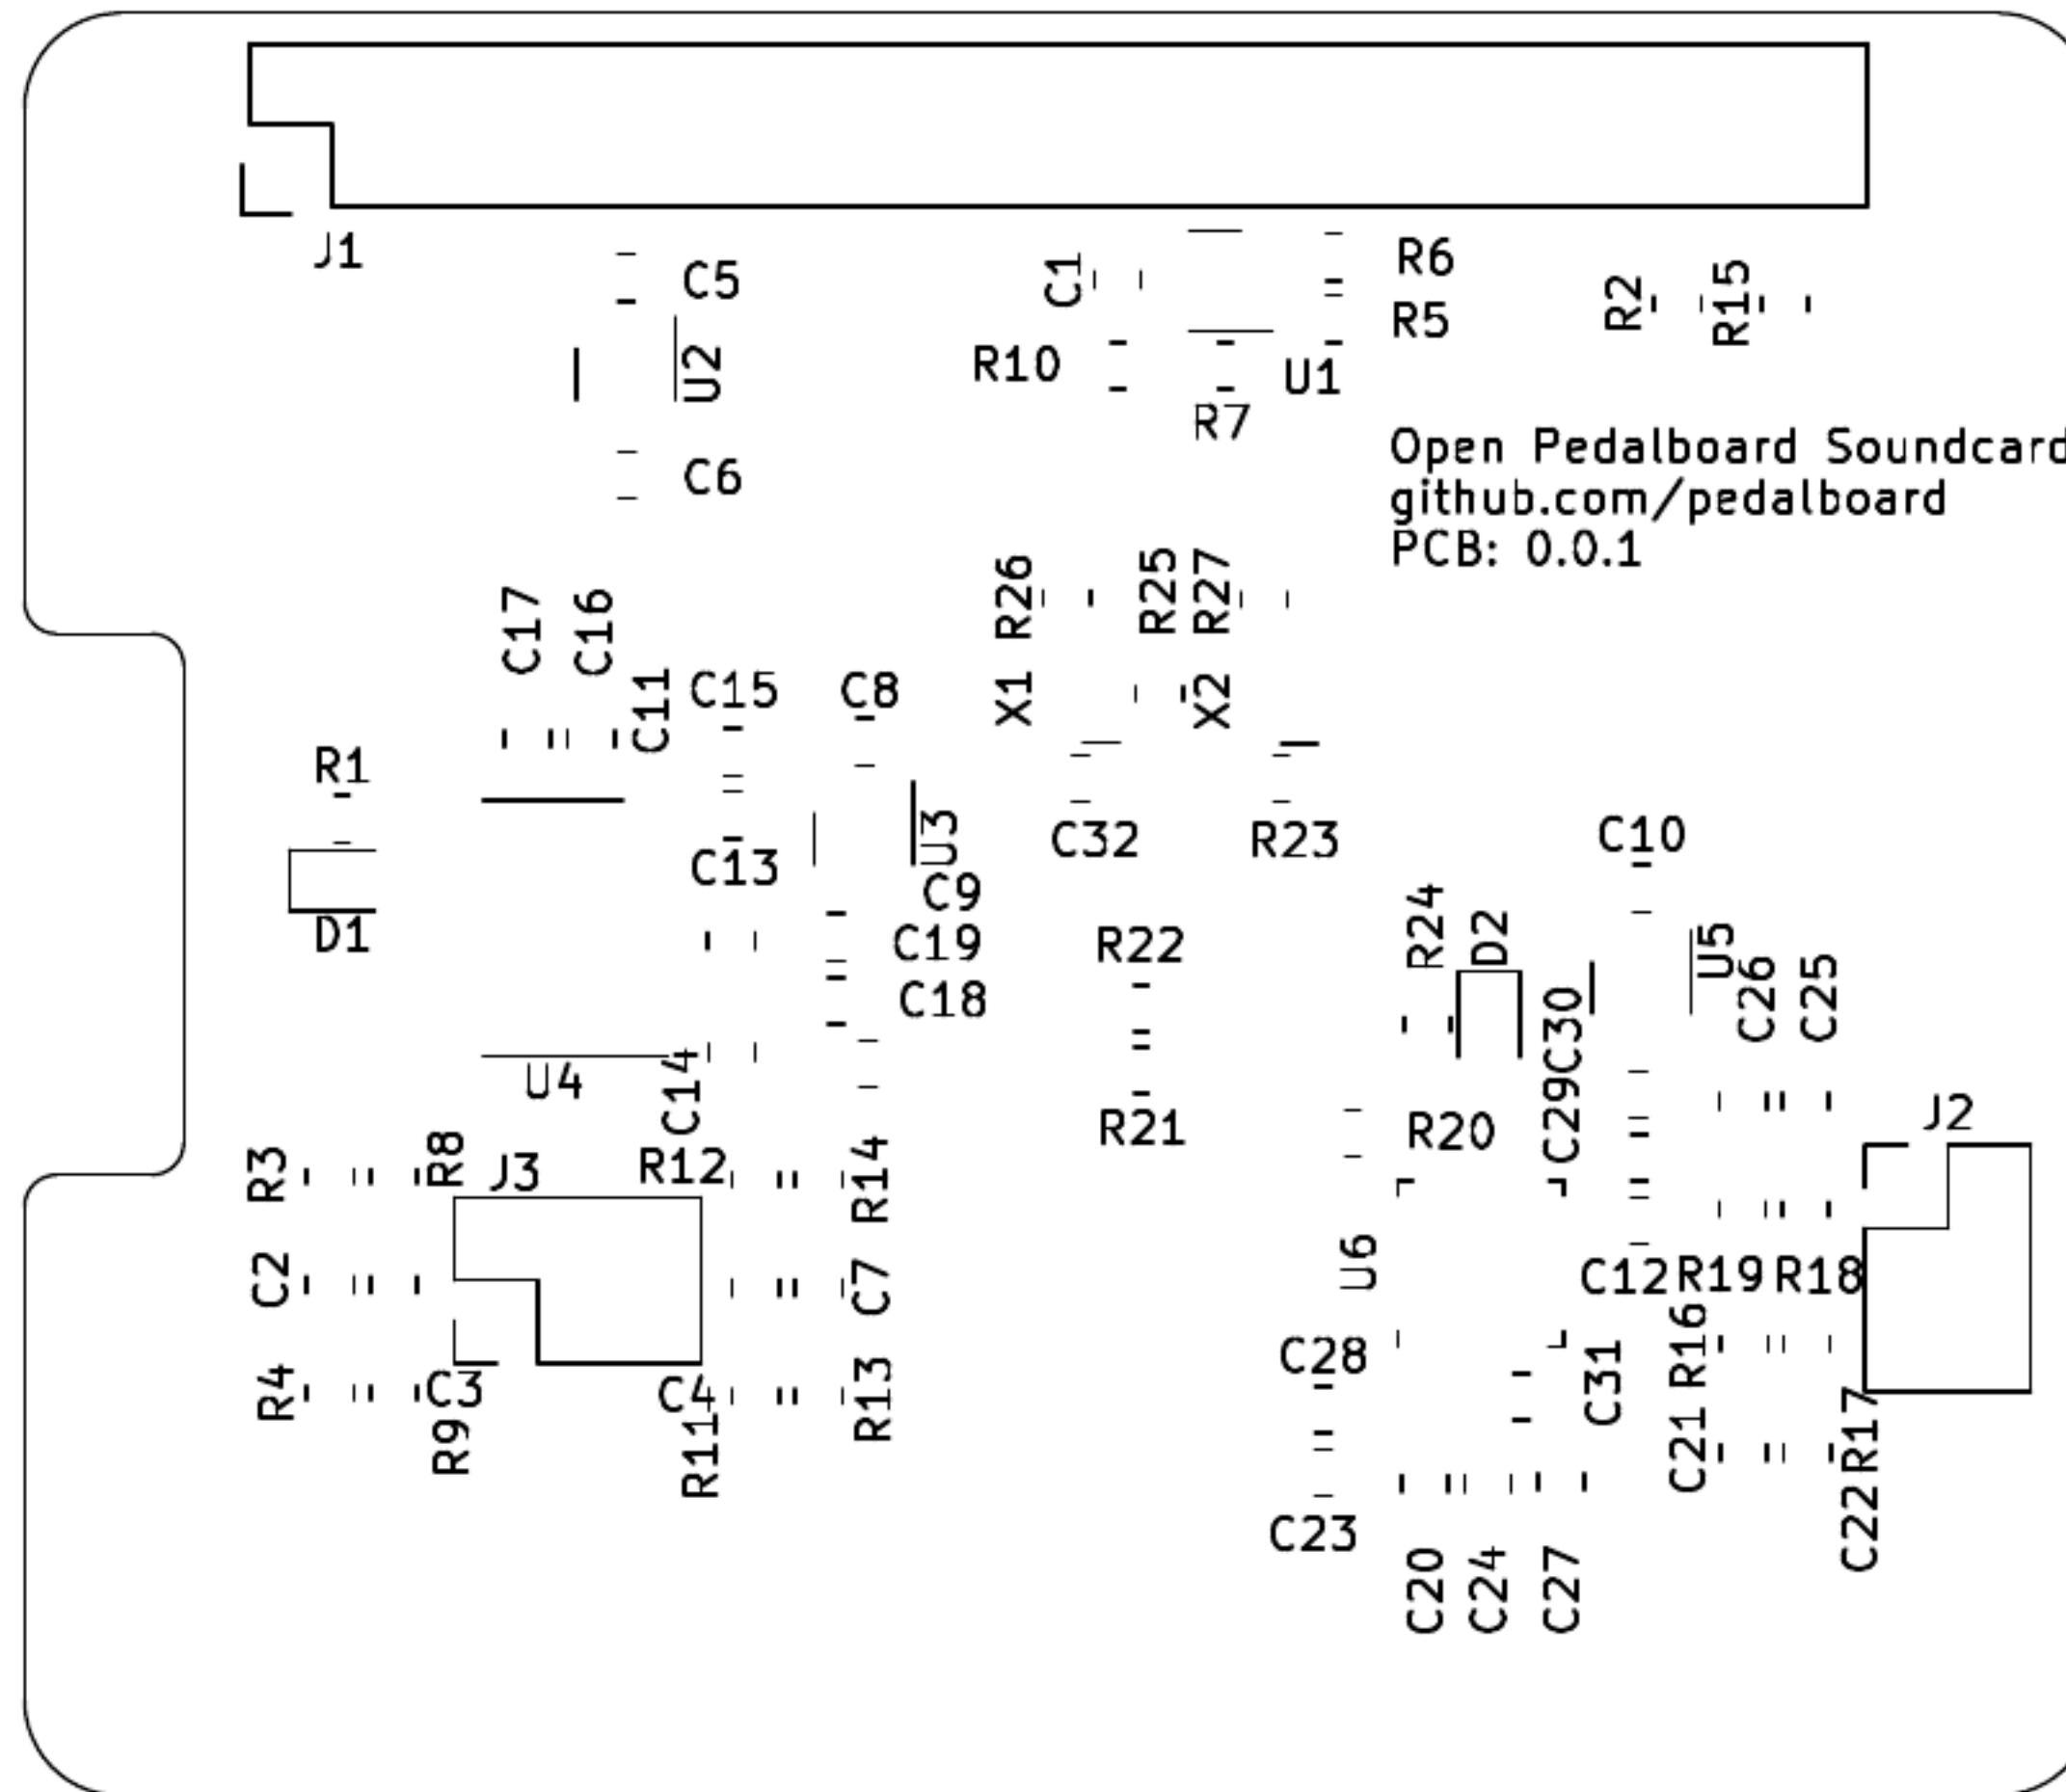 J1
C5
C1
R6
R2
R15
R5
U2
R10
U1
R7
C6
Open Pedalboard Soundcard
github.com/pedalboard
PCB: 0.0.1
R26
R25
R27
C17
C16
C11
C15
C8
X1
X2
R1
U3
C32
R23
C10
C13
C9
D1
C19
R22
R24
D2
U5
C18
C26
C25
C30
U4
C14
R21
R20
C29
J2
R3
R8
J3
R12
R14
C2
C7
U6
C12
R19
R18
R16
C28
C31
R4
C3
C4
R13
R9
R11
C21
R17
C23
C22
C20
C24
C27